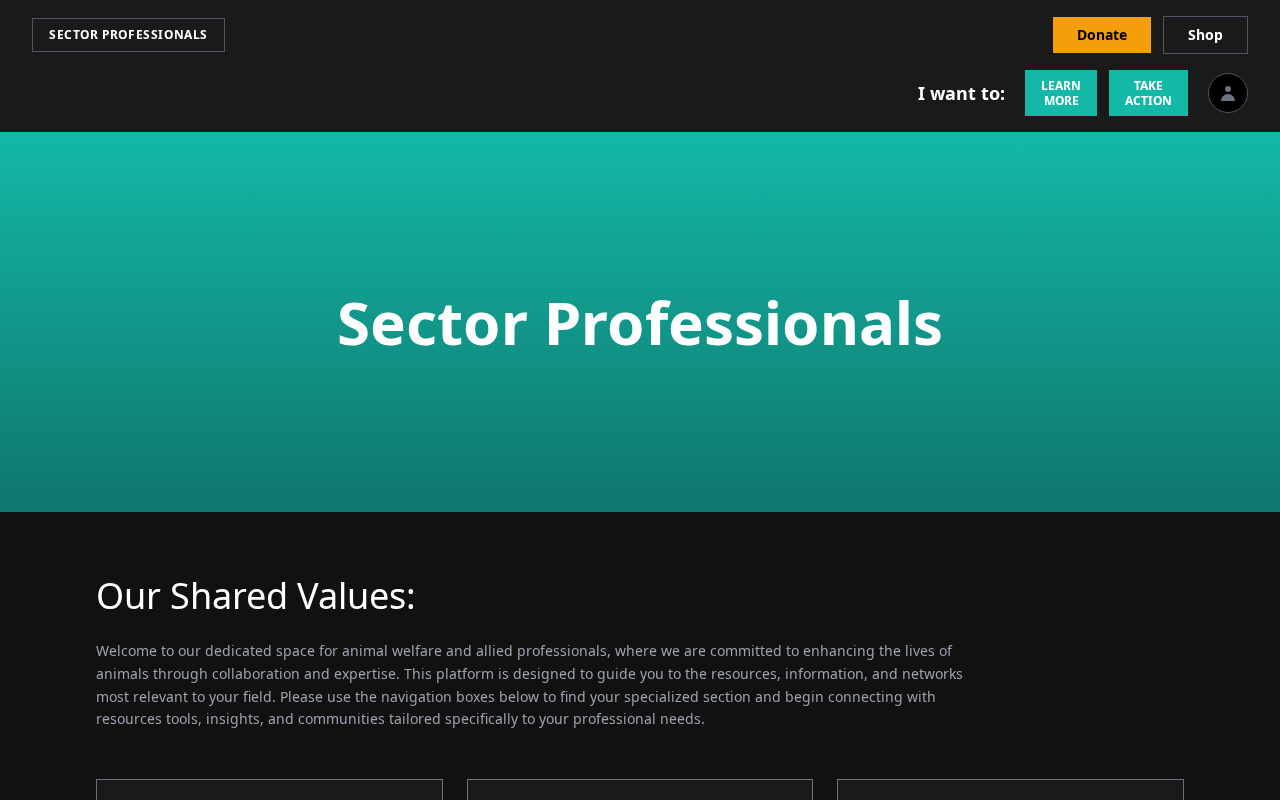 SECTOR PROFESSIONALS
Donate
Shop
I want to:
LEARN
MORE
TAKE
ACTION
Sector Professionals
Our Shared Values:
Welcome to our dedicated space for animal welfare and allied professionals, where we are committed to enhancing the lives of
animals through collaboration and expertise. This platform is designed to guide you to the resources, information, and networks
most relevant to your field. Please use the navigation boxes below to find your specialized section and begin connecting with
resources tools, insights, and communities tailored specifically to your professional needs.